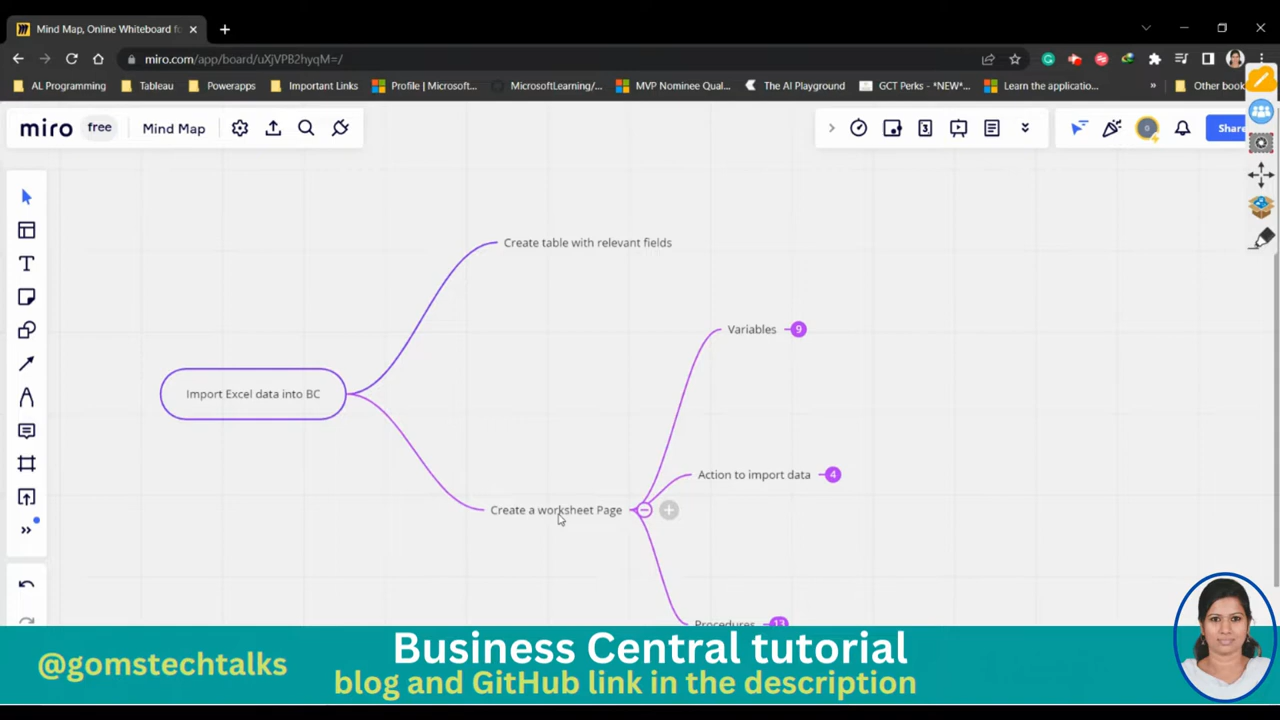 Mind Map, Online Whiteboard fo
miro.com/app/board/uXjVPB2hyqM=/
AL Programming
Tableau
Powerapps
Important Links
Profile | Microsoft...
MicrosoftLearning/...
MVP Nominee Qual...
The AI Playground
GCT Perks - *NEW*...
Learn the applicatio...
»
Other book
miro
free
Mind Map
3
Share
Create table with relevant fields
Variables
9
Import Excel data into BC
Action to import data
4
Create a worksheet Page
Procedures
13
Business Central tutorial
@gomstechtalks
blog and GitHub link in the description